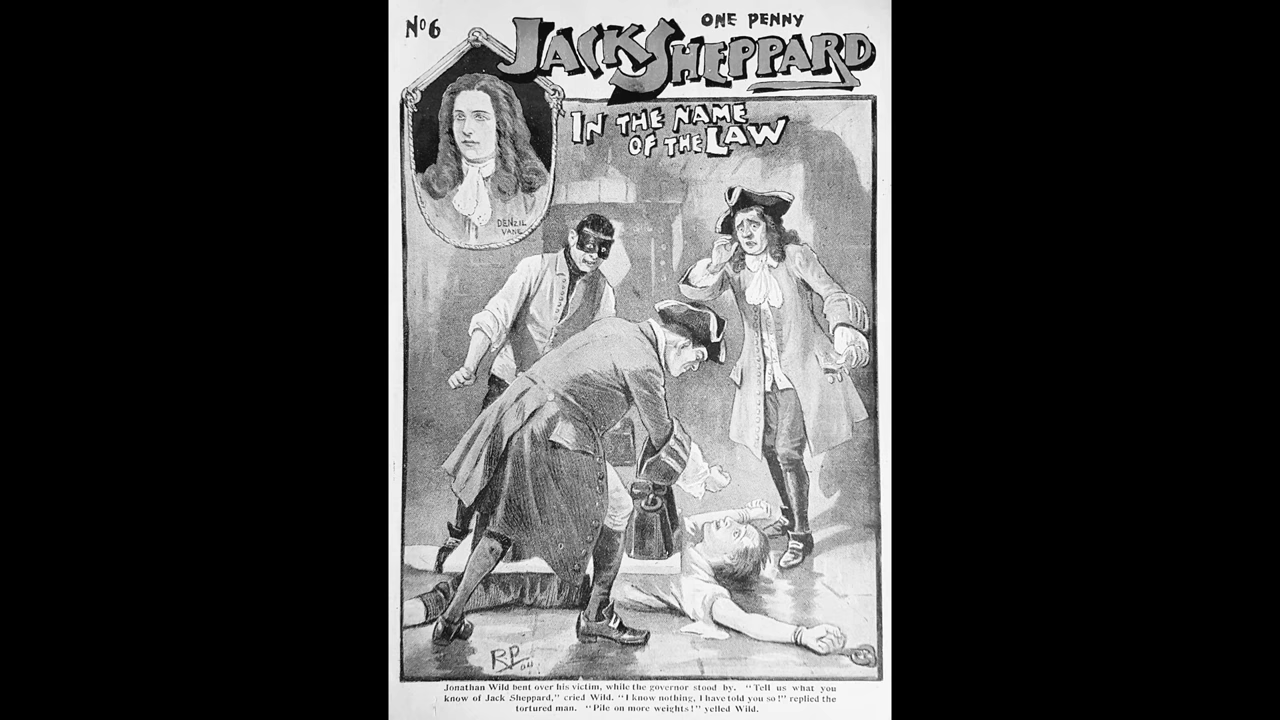 No 6
ONE PENNY
JACK SHEPPARD
IN THE NAME
OF THE LAW
DENZIL
VANE
RP
04
Jonathan Wild bent over his victim, while the governor stood by. "Tell us what you
know of Jack Sheppard," cried Wild. "I know nothing, I have told you so!" replied the
tortured man. "Pile on more weights!" yelled Wild.